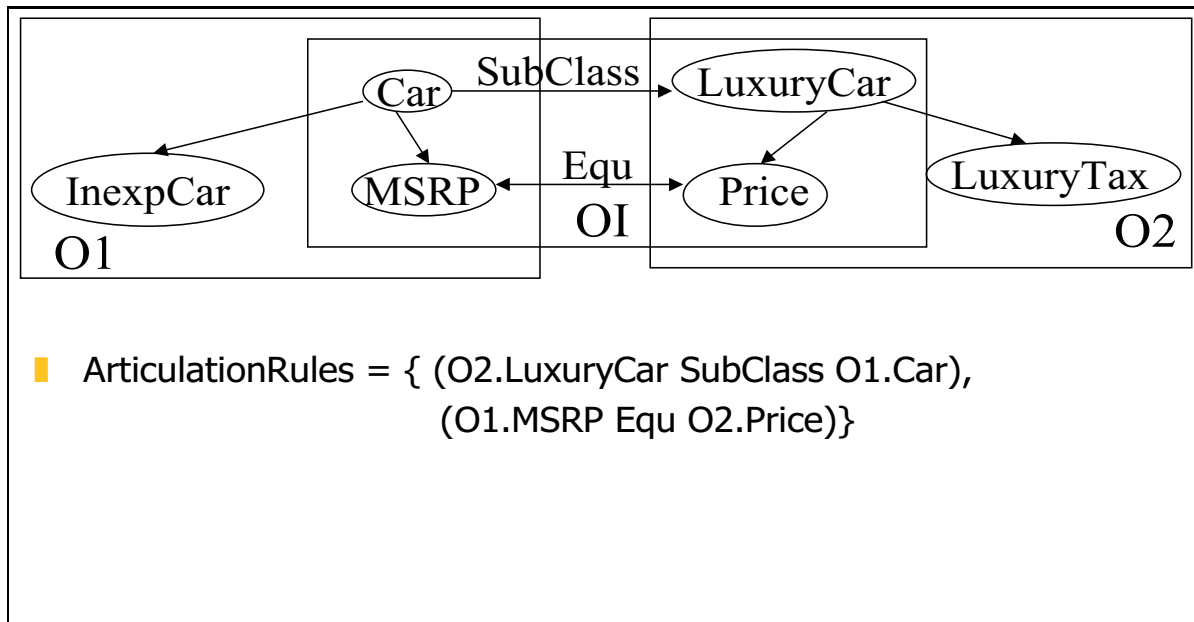 SubClass
Car
LuxuryCar
InexpCar
MSRP
Equ
Price
LuxuryTax
O1
OI
O2
ArticulationRules = { (O2.LuxuryCar SubClass O1.Car),
(O1.MSRP Equ O2.Price)}